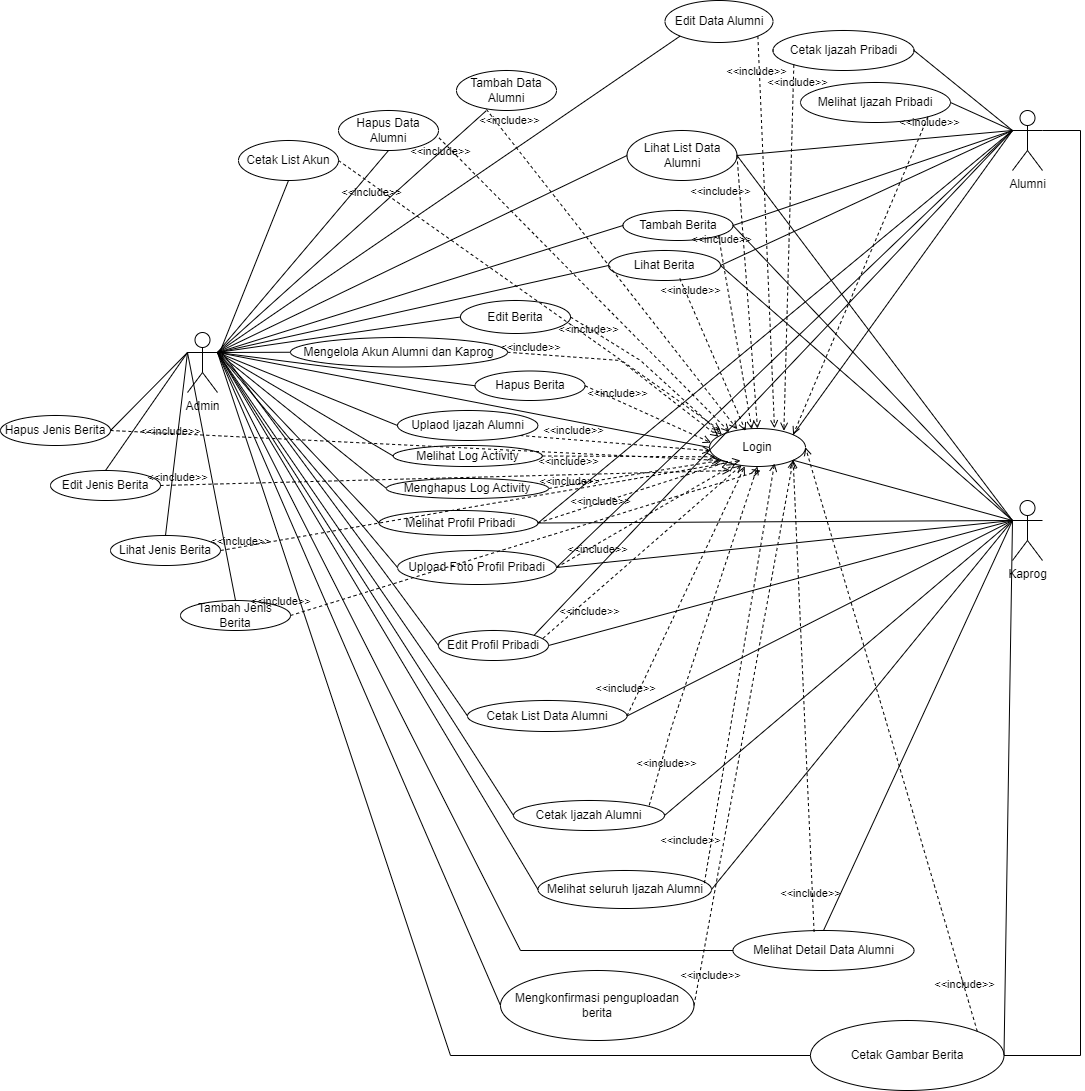 Edit Data Alumni
Cetak Ijazah Pribadi
<<include>>
<<include>>
Tambah Data
Alumni
Melihat Ijazah Pribadi
<<include>>
Hapus Data
Alumni
<<include>>
<<include>>
Cetak List Akun
Lihat List Data
Alumni
Alumni
<<include>>
<<include>>
Tambah Berita
<<include>>
Lihat Berita
<<include>>
Edit Berita
<<include>>
Mengelola Akun Alumni dan Kaprog
<<include>>
Hapus Berita
<<include>>
Admin
Uplaod Ijazah Alumni
<<include>>
Hapus Jenis Berita
<<include>>
Login
Melihat Log Activity
<<include>>
Edit Jenis Berita
<<include>>
Menghapus Log Activity
<<include>>
<<include>>
Melihat Profil Pribadi
Lihat Jenis Berita
<<include>>
<<include>>
Upload Foto Profil Pribadi
Kaprog
Tambah Jenis
Berita
<<include>>
<<include>>
Edit Profil Pribadi
<<include>>
Cetak List Data Alumni
<<include>>
Cetak Ijazah Alumni
<<include>>
Melihat seluruh Ijazah Alumni
<<include>>
Melihat Detail Data Alumni
<<include>>
Mengkonfirmasi penguploadan
berita
<<include>>
Cetak Gambar Berita